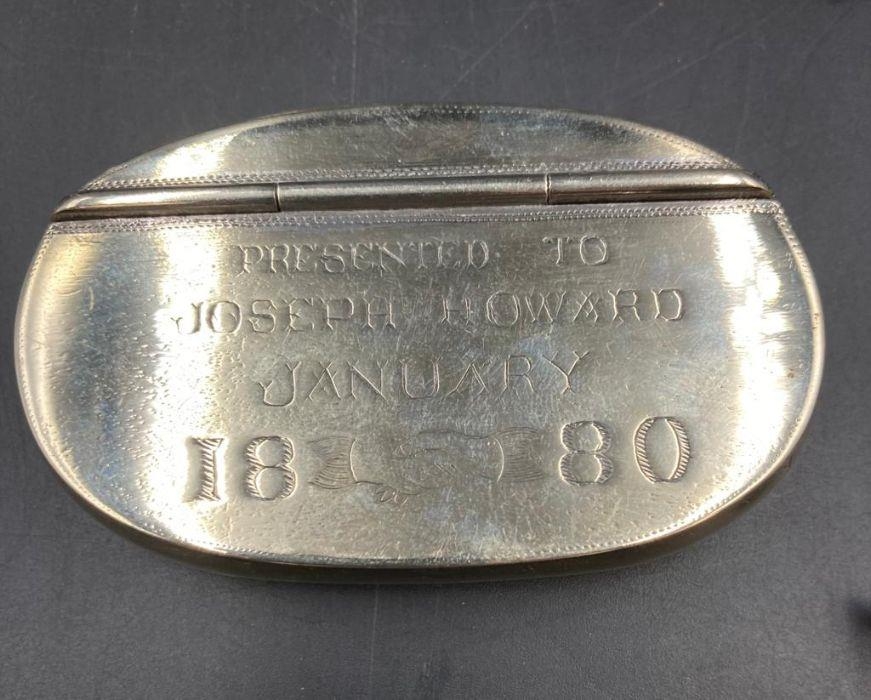 PRESENTED TO
JOSEPH HOWARD
JANUARY
18 80